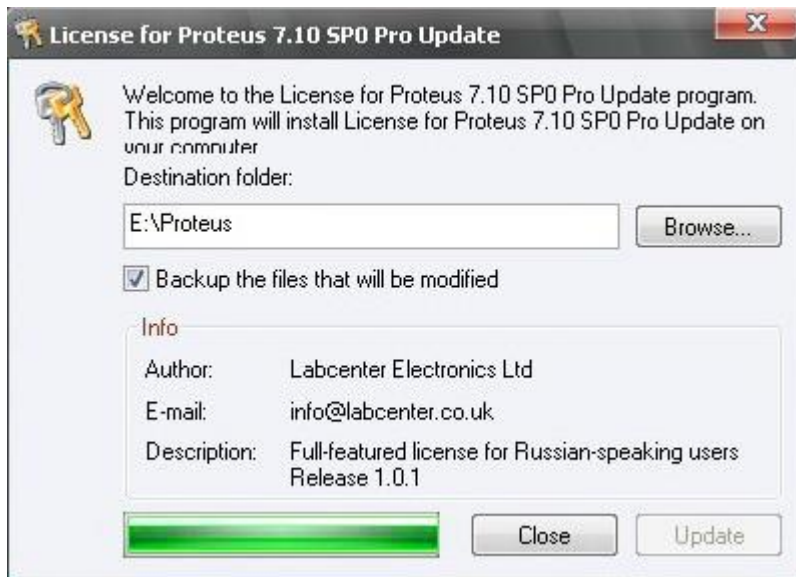 License for Proteus 7.10 SP0 Pro Update
Welcome to the License for Proteus 7.10 SP0 Pro Update program.
This program will install License for Proteus 7.10 SP0 Pro Update on
your computer
Destination folder:
E:\Proteus
Browse...
Backup the files that will be modified
Info
Author: Labcenter Electronics Ltd
E-mail: info@labcenter.co.uk
Description: Full-featured license for Russian-speaking users
Release 1.0.1
Close
Update